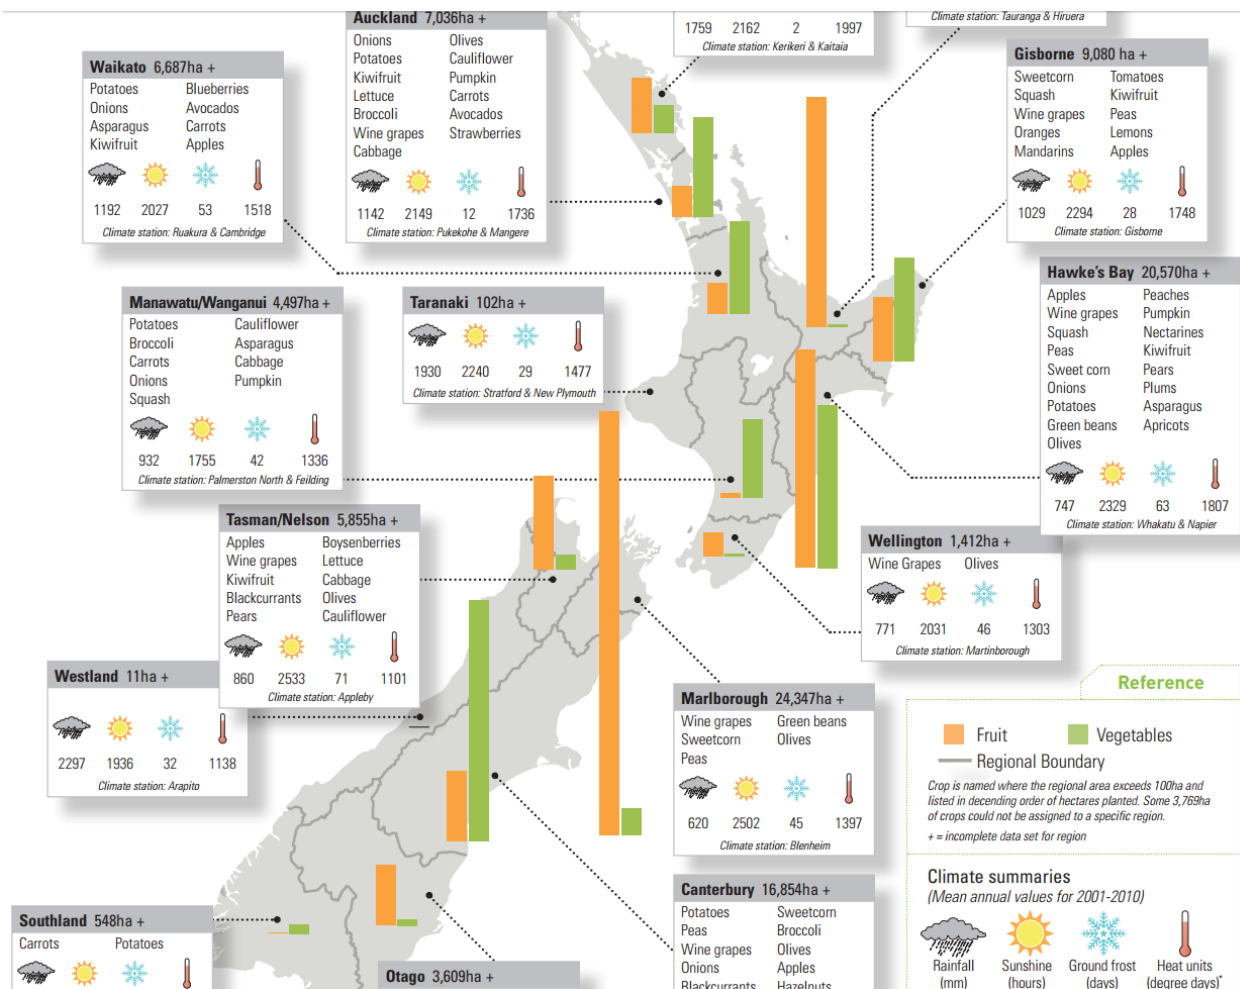 Auckland 7,036ha +
Onions Olives
Potatoes Cauliflower
Kiwifruit Pumpkin
Lettuce Carrots
Broccoli Avocados
Wine grapes Strawberries
Cabbage
1142 2149 12 1736
Climate station: Pukekohe & Mangere
1759 2162 2 1997
Climate station: Kerikeri & Kaitaia
Climate station: Tauranga & Hiruera
Waikato 6,687ha +
Potatoes Blueberries
Onions Avocados
Asparagus Carrots
Kiwifruit Apples
1192 2027 53 1518
Climate station: Ruakura & Cambridge
Gisborne 9,080 ha +
Sweetcorn Tomatoes
Squash Kiwifruit
Wine grapes Peas
Oranges Lemons
Mandarins Apples
1029 2294 28 1748
Climate station: Gisborne
Hawke's Bay 20,570ha +
Apples Peaches
Wine grapes Pumpkin
Squash Nectarines
Peas Kiwifruit
Sweet corn Pears
Onions Plums
Potatoes Asparagus
Green beans Apricots
Olives
747 2329 63 1807
Climate station: Whakatu & Napier
Manawatu/Wanganui 4,497ha +
Potatoes Cauliflower
Broccoli Asparagus
Carrots Cabbage
Onions Pumpkin
Squash
932 1755 42 1336
Climate station: Palmerston North & Feilding
Taranaki 102ha +
1930 2240 29 1477
Climate station: Stratford & New Plymouth
Tasman/Nelson 5,855ha +
Apples Boysenberries
Wine grapes Lettuce
Kiwifruit Cabbage
Blackcurrants Olives
Pears Cauliflower
860 2533 71 1101
Climate station: Appleby
Wellington 1,412ha +
Wine Grapes Olives
771 2031 46 1303
Climate station: Martinborough
Westland 11ha +
2297 1936 32 1138
Climate station: Arapito
Marlborough 24,347ha +
Wine grapes Green beans
Sweetcorn Olives
Peas
620 2502 45 1397
Climate station: Blenheim
Canterbury 16,854ha +
Potatoes Sweetcorn
Peas Broccoli
Wine grapes Olives
Onions Apples
Blackcurrants Hazelnuts
Southland 548ha +
Carrots Potatoes
Otago 3,609ha +
Reference
Fruit Vegetables
Regional Boundary
Crop is named where the regional area exceeds 100ha and
listed in decending order of hectares planted. Some 3,769ha
of crops could not be assigned to a specific region.
+ = incomplete data set for region
Climate summaries
(Mean annual values for 2001-2010)
Rainfall Sunshine Ground frost Heat units
(mm) (hours) (days) (degree days)*